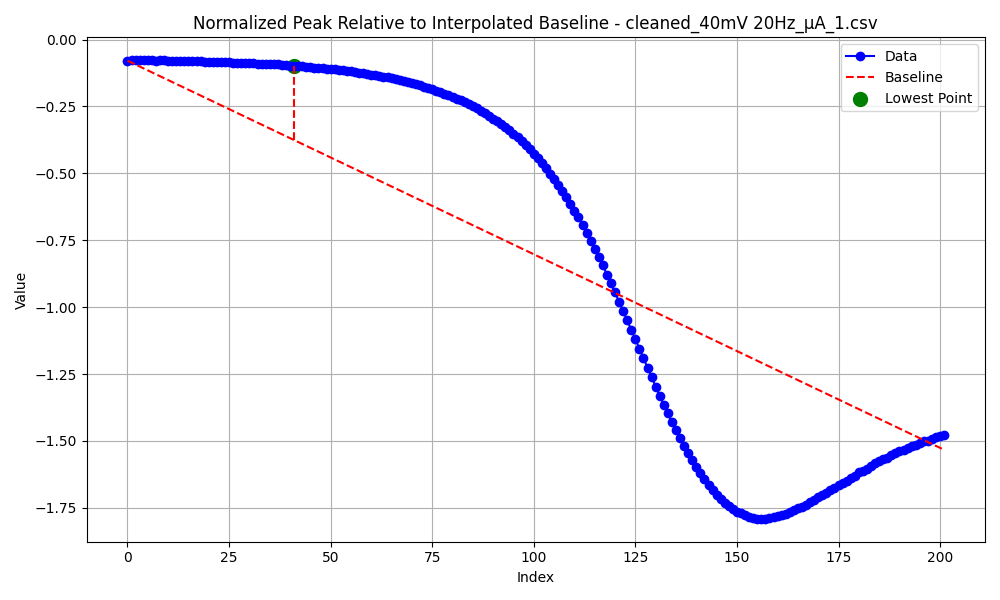 Normalized Peak Relative to Interpolated Baseline - cleaned_40mV 20Hz_μA_1.csv
Data
Baseline
Lowest Point
Value
0.00
−0.25
−0.50
−0.75
−1.00
−1.25
−1.50
−1.75
0 25 50 75 100 125 150 175 200
Index